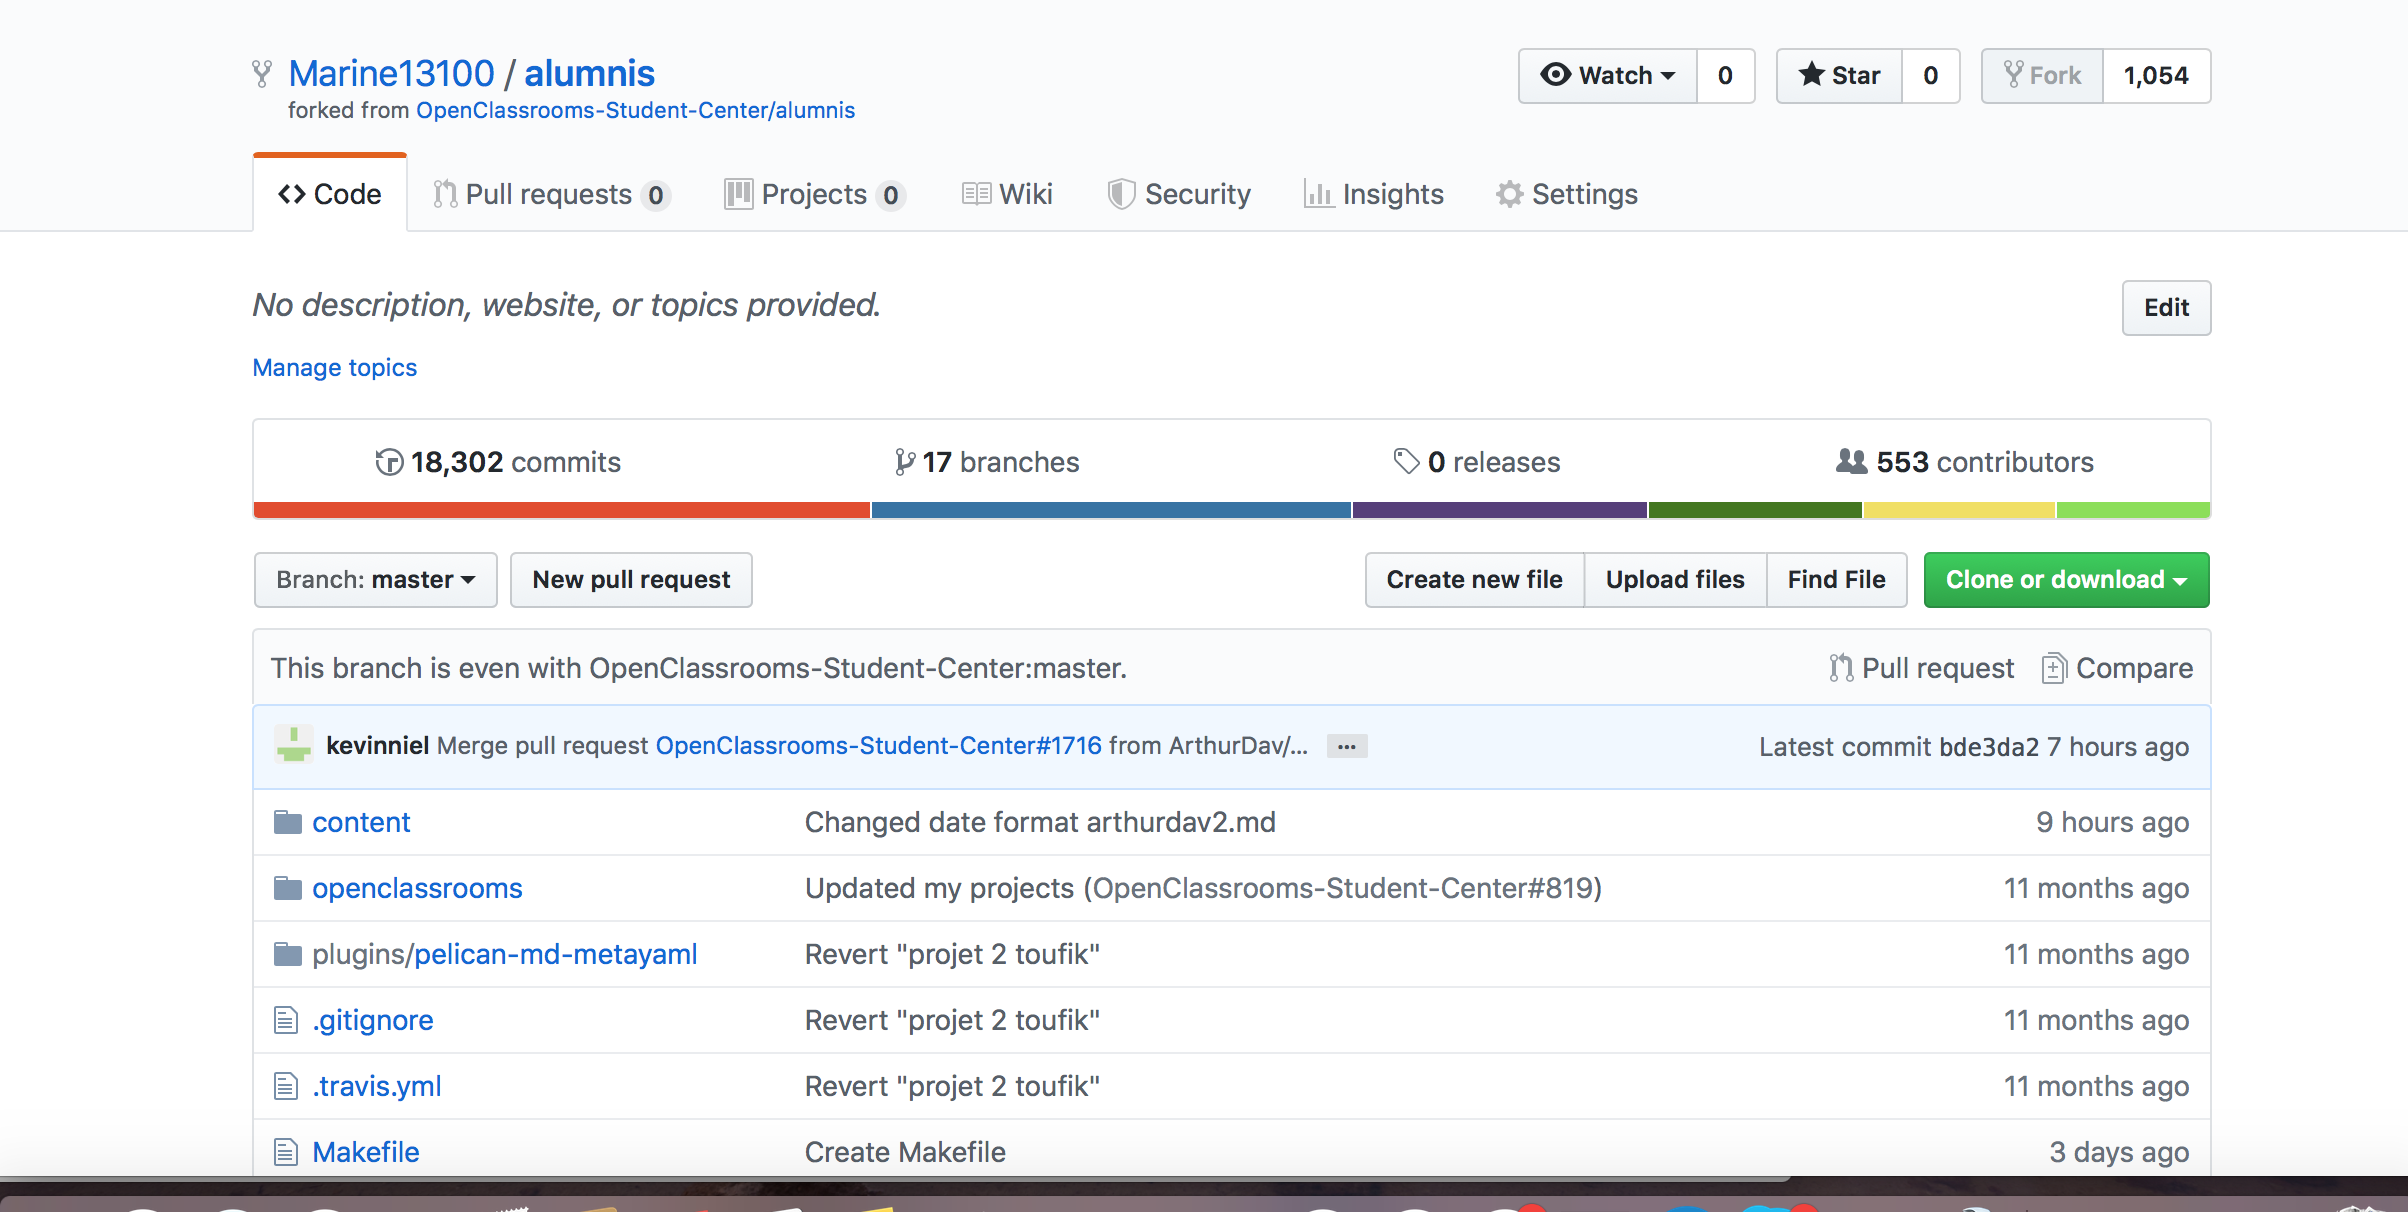 Marine13100 / alumnis
forked from OpenClassrooms-Student-Center/alumnis
Watch 0 Star 0 Fork 1,054
Code Pull requests 0 Projects 0 Wiki Security Insights Settings
No description, website, or topics provided.
Edit
Manage topics
18,302 commits 17 branches 0 releases 553 contributors
Branch: master New pull request Create new file Upload files Find File Clone or download
This branch is even with OpenClassrooms-Student-Center:master. Pull request Compare
kevinniel Merge pull request OpenClassrooms-Student-Center#1716 from ArthurDav/... ... Latest commit bde3da2 7 hours ago
content Changed date format arthurdav2.md 9 hours ago
openclassrooms Updated my projects (OpenClassrooms-Student-Center#819) 11 months ago
plugins/pelican-md-metayaml Revert "projet 2 toufik" 11 months ago
.gitignore Revert "projet 2 toufik" 11 months ago
.travis.yml Revert "projet 2 toufik" 11 months ago
Makefile Create Makefile 3 days ago